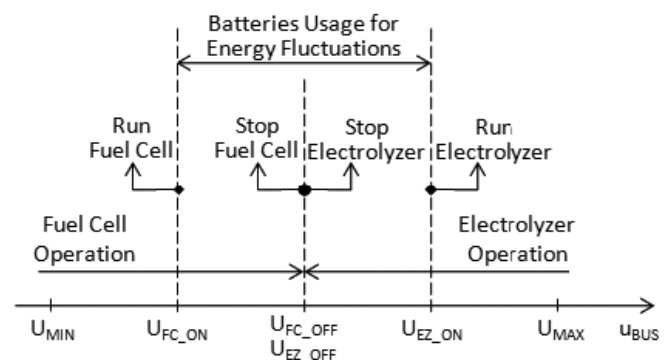 Batteries Usage for
Energy Fluctuations
Run
Fuel Cell
Stop
Fuel Cell
Stop
Electrolyzer
Run
Electrolyzer
Fuel Cell
Operation
Electrolyzer
Operation
U_MIN
U_FC_ON
U_FC_OFF
U_EZ_OFF
U_EZ_ON
U_MAX
u_BUS